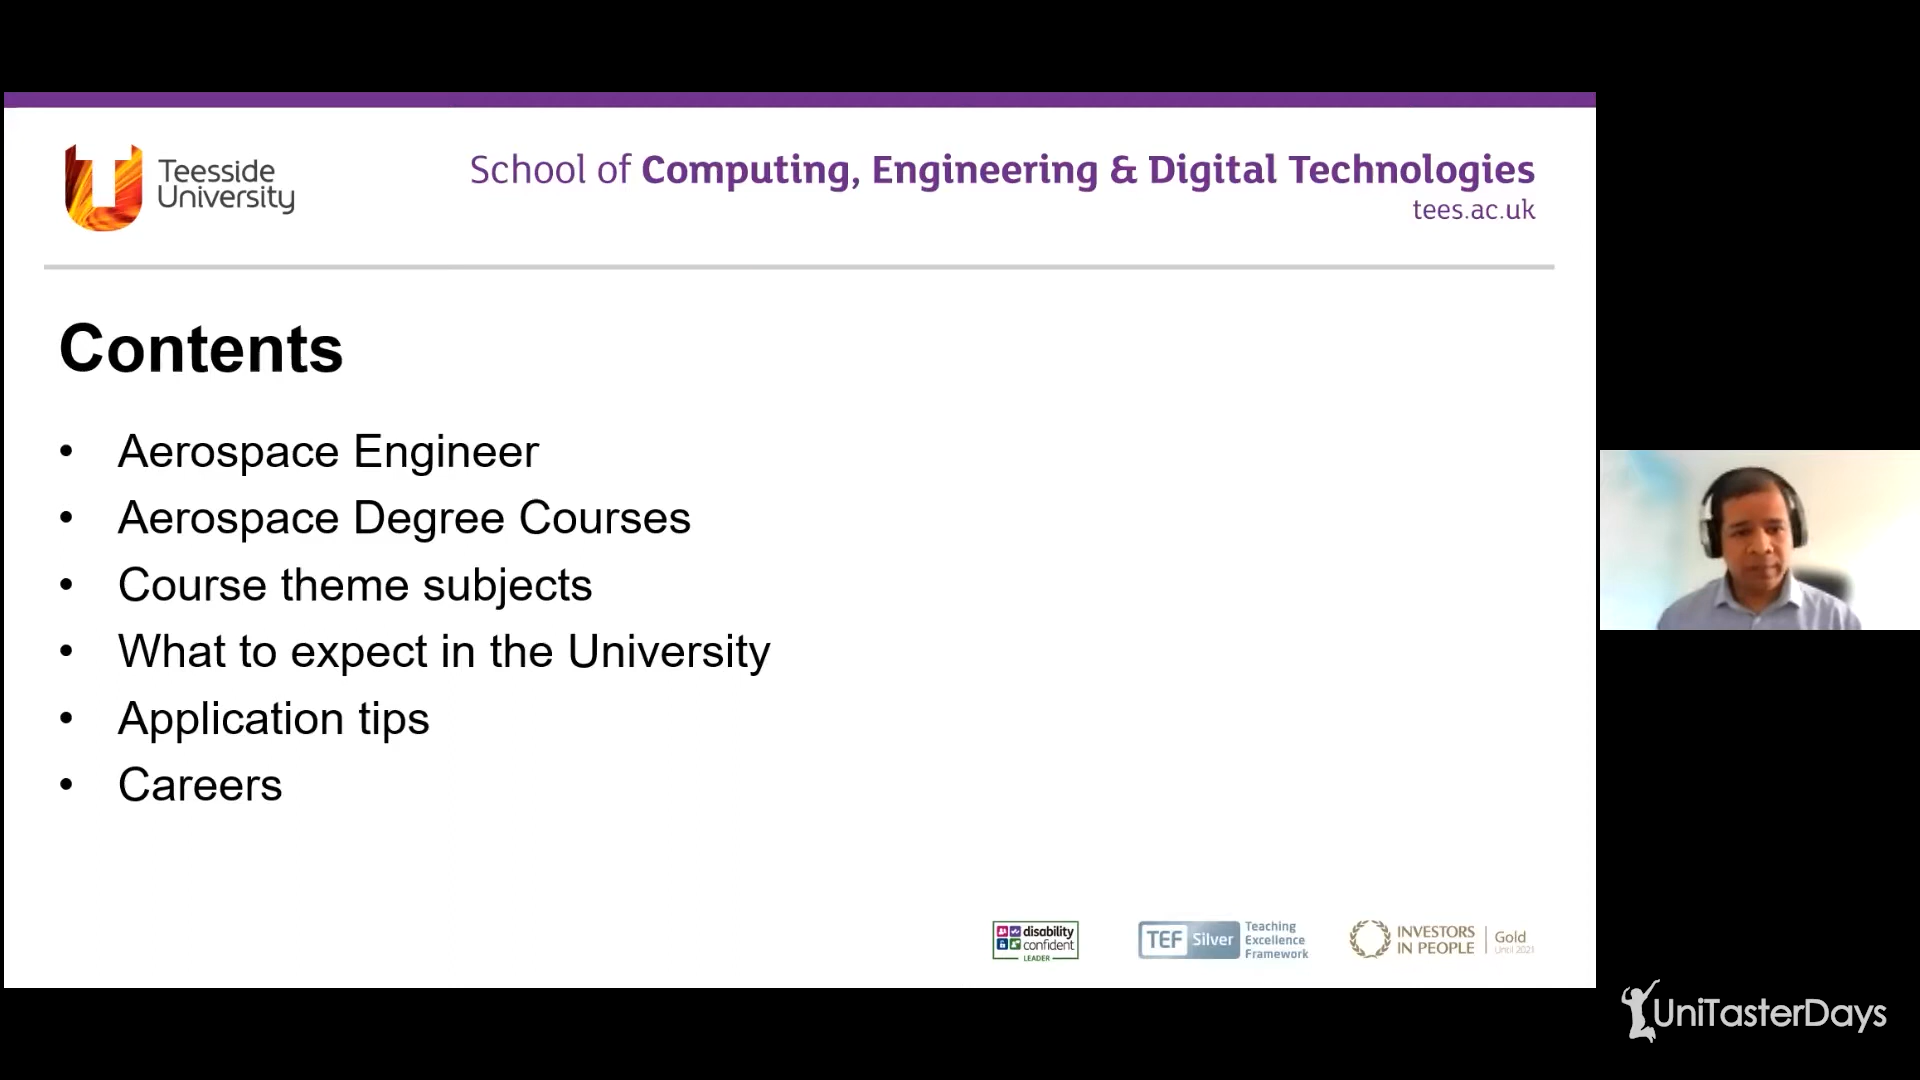 Teesside
University
School of Computing, Engineering & Digital Technologies
tees.ac.uk
Contents
• Aerospace Engineer
• Aerospace Degree Courses
• Course theme subjects
• What to expect in the University
• Application tips
• Careers
disability
confident
LEADER
TEF Silver
Teaching
Excellence
Framework
INVESTORS
IN PEOPLE
Gold
Until 2021
UniTasterDays